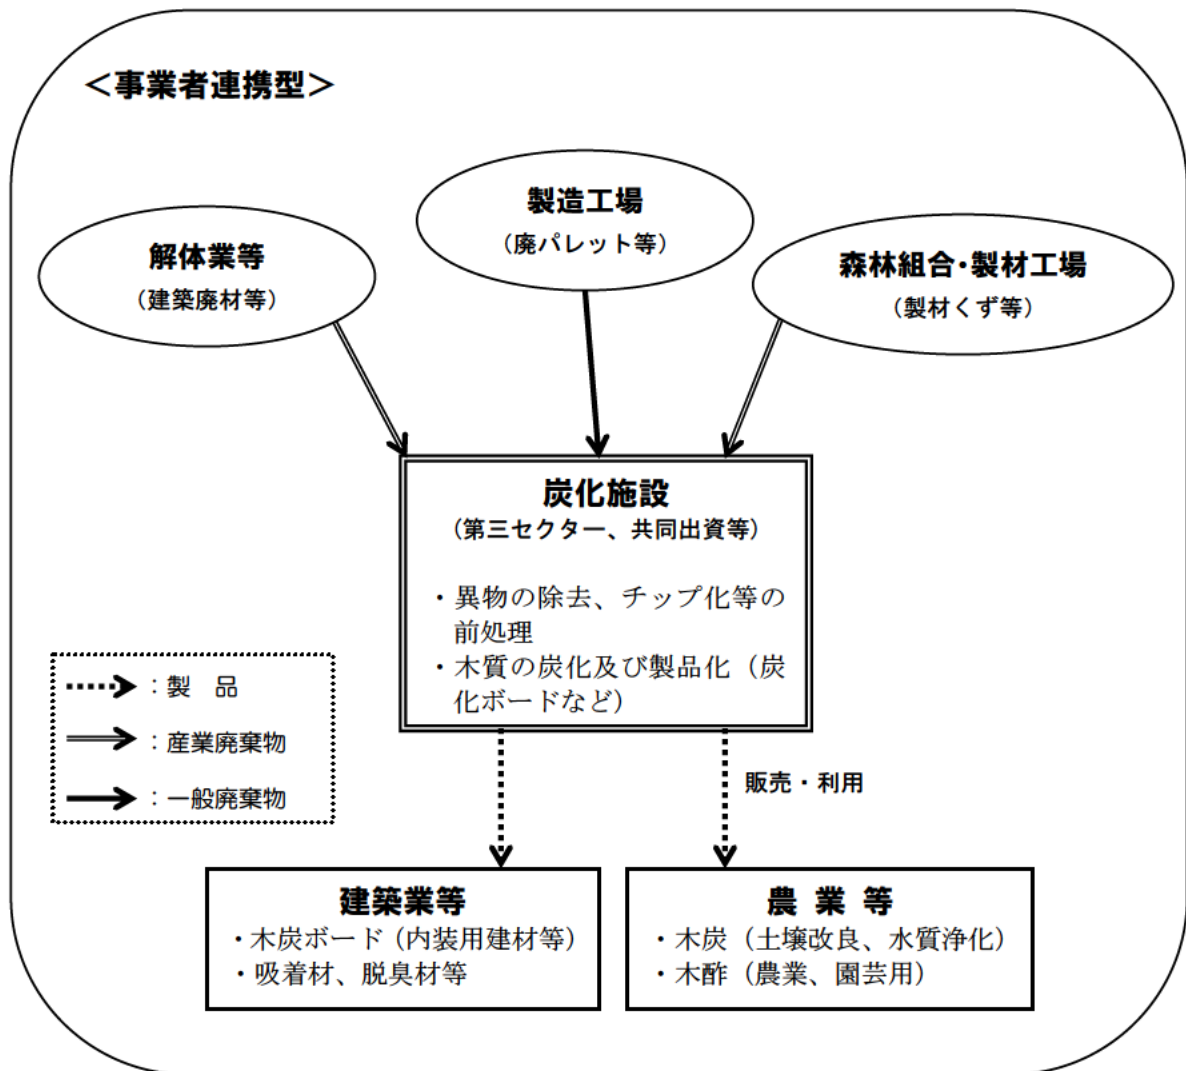 ＜事業者連携型＞
製造工場
（廃パレット等）
解体業等
（建築廃材等）
森林組合・製材工場
（製材くず等）
炭化施設
（第三セクター、共同出資等）
・異物の除去、チップ化等の
前処理
・木質の炭化及び製品化（炭
化ボードなど）
：製　品
：産業廃棄物
：一般廃棄物
販売・利用
建築業等
・木炭ボード（内装用建材等）
・吸着材、脱臭材等
農 業 等
・木炭（土壌改良、水質浄化）
・木酢（農業、園芸用）